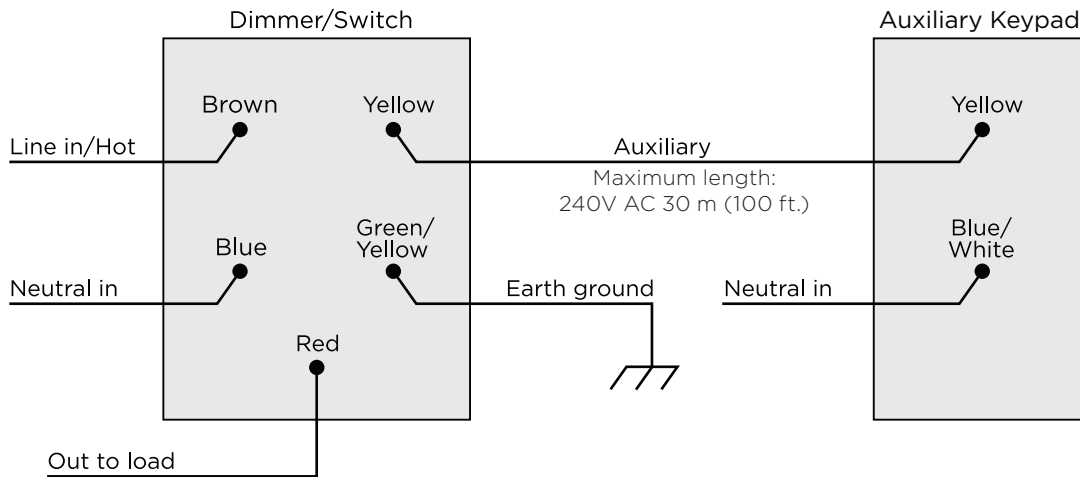 Dimmer/Switch
Auxiliary Keypad
Brown
Yellow
Yellow
Line in/Hot
Auxiliary
Maximum length:
240V AC 30 m (100 ft.)
Blue
Green/
Yellow
Blue/
White
Neutral in
Earth ground
Neutral in
Red
Out to load